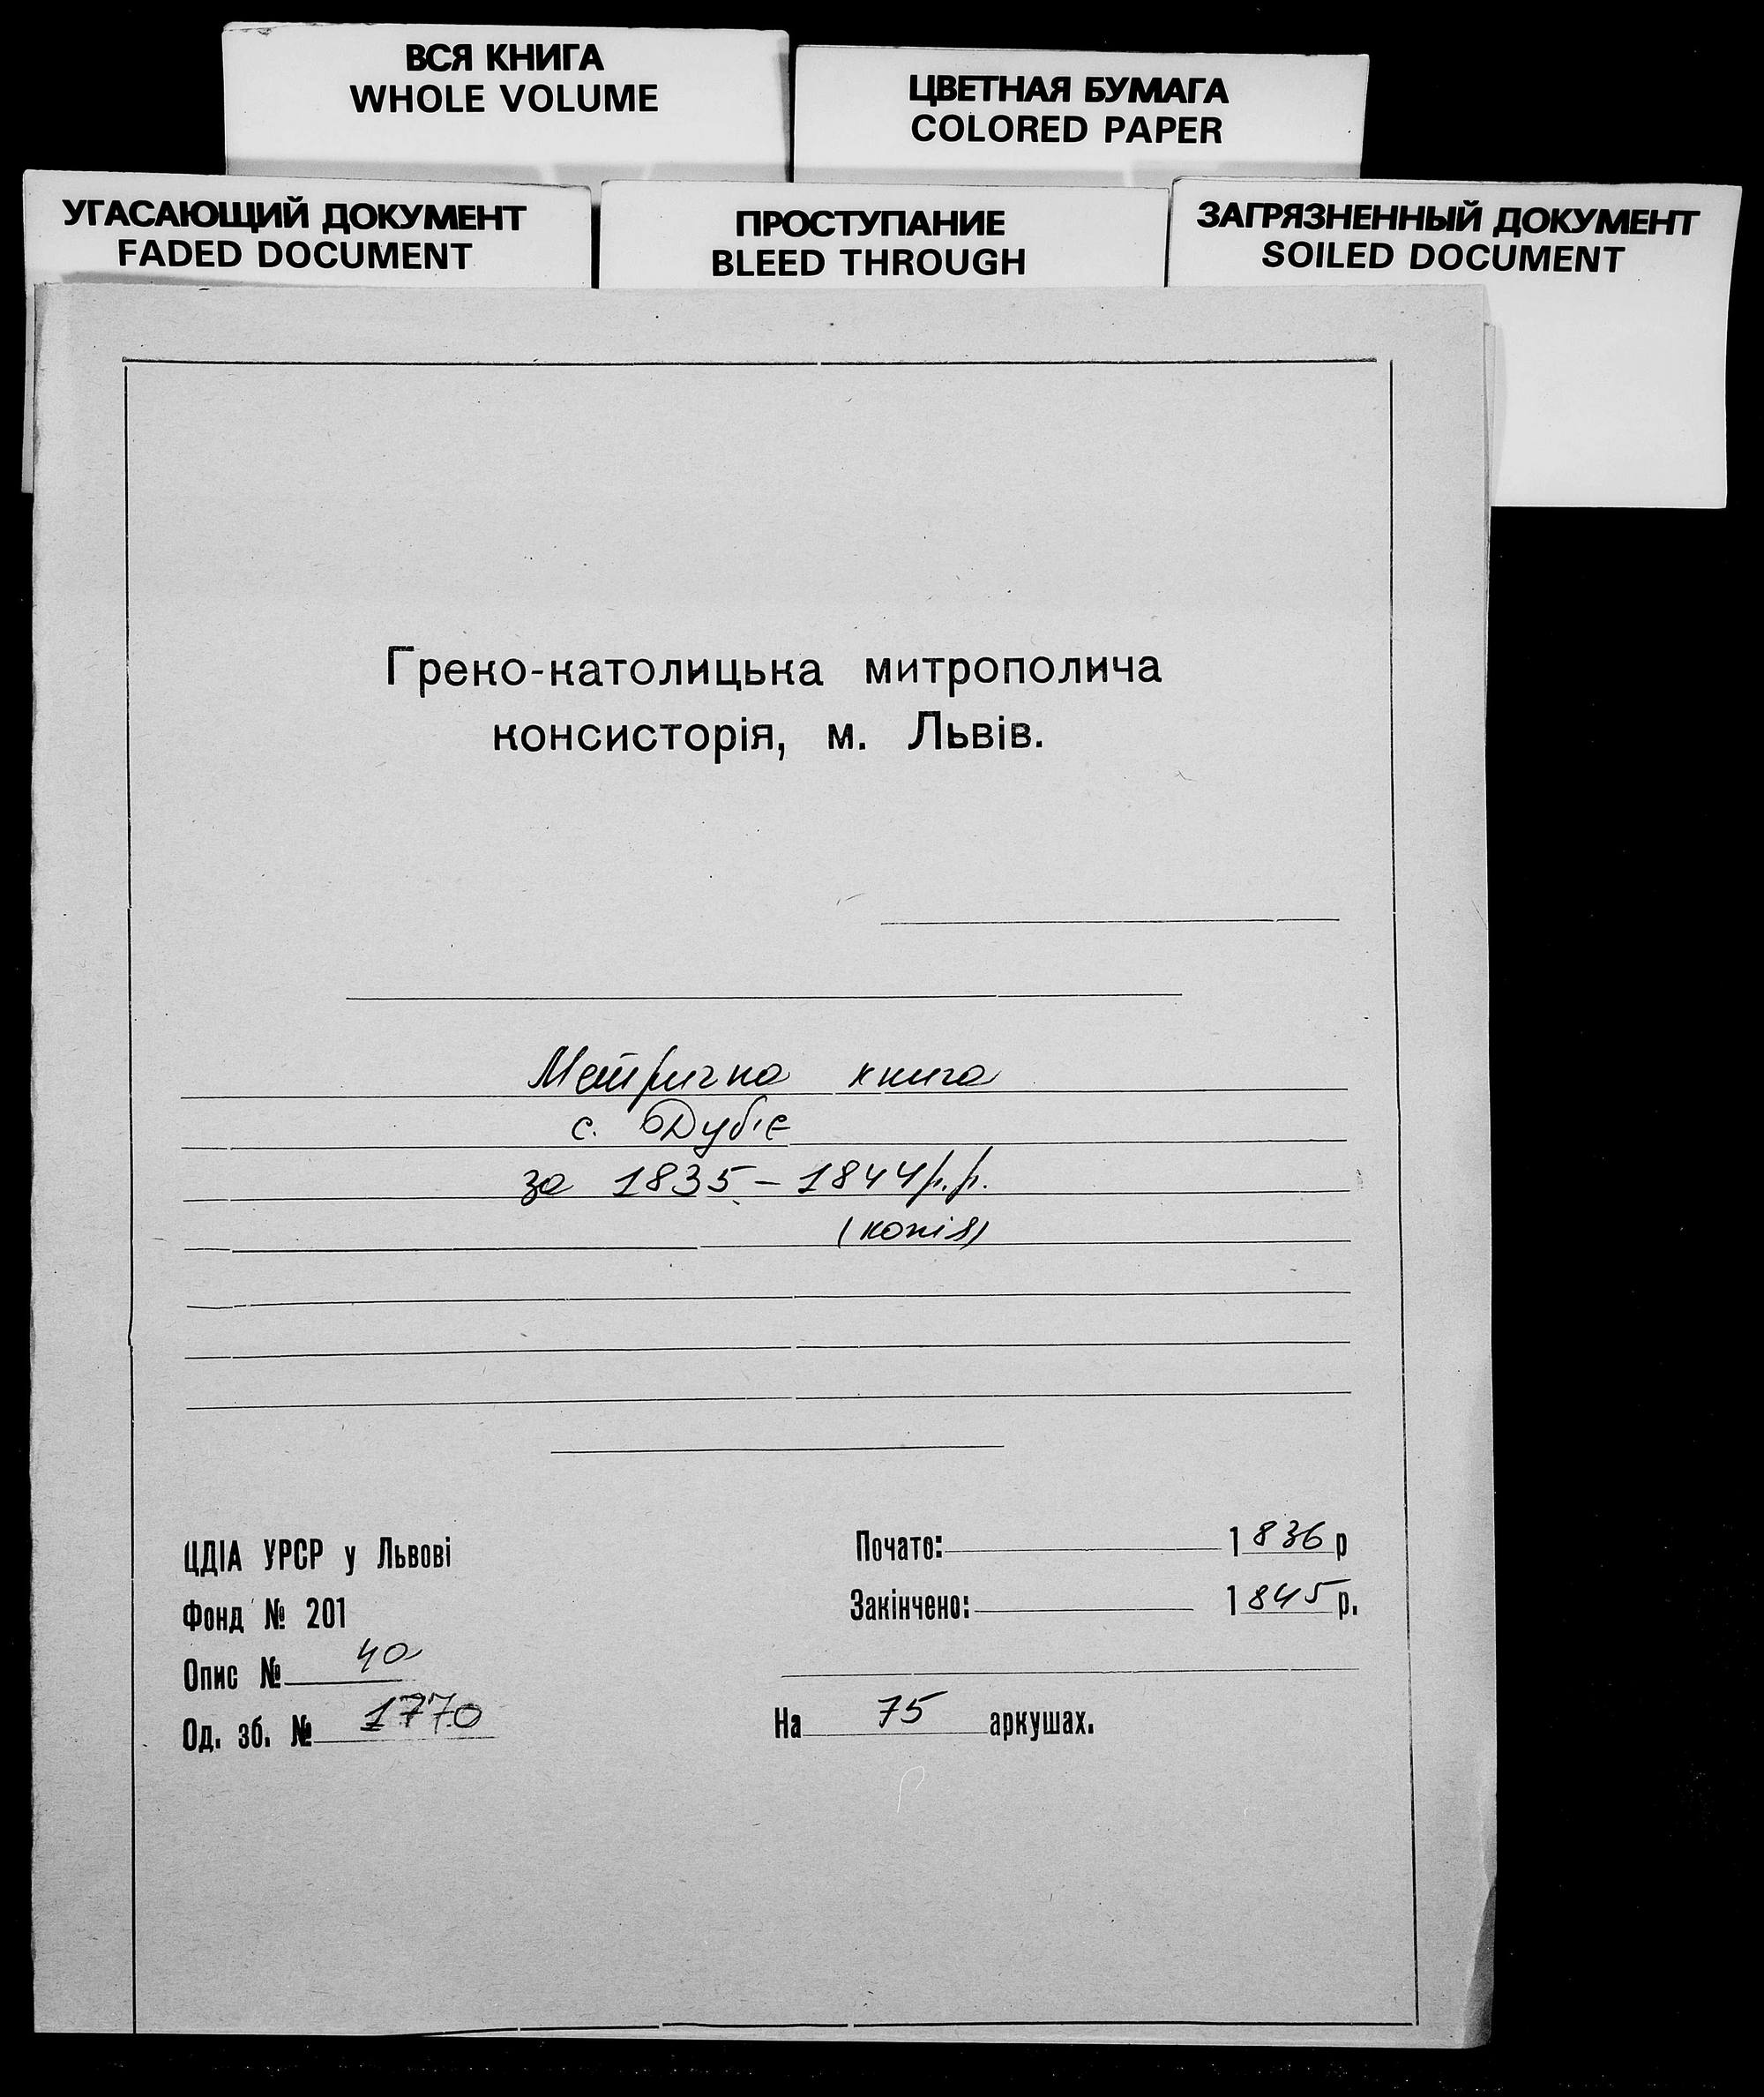 ВСЯ КНИГА
WHOLE VOLUME
ЦВЕТНАЯ БУМАГА
COLORED PAPER
УГАСАЮЩИЙ ДОКУМЕНТ
FADED DOCUMENT
ПРОСТУПАНИЕ
BLEED THROUGH
ЗАГРЯЗНЕННЫЙ ДОКУМЕНТ
SOILED DOCUMENT
Греко-католицька митрополича
консисторія, м. Львів.
Метрична книга
с. Дуб'є
за 1835-1844 р.р.
(копія)
ЦДІА УРСР у Львові
Фонд № 201
Опис № 40
Од. зб. № 1770
Почато: 1836 р
Закінчено: 1845 р.
На 75 аркушах.